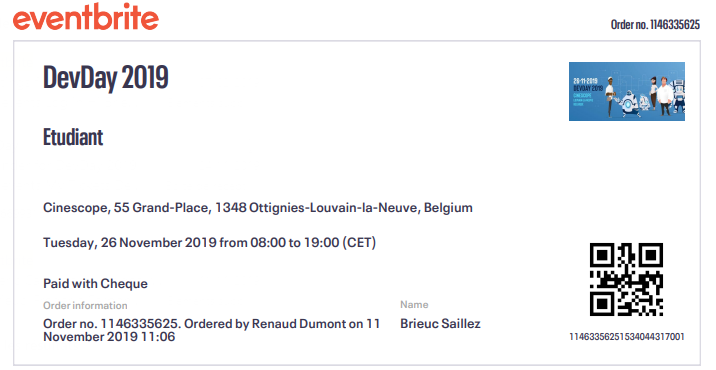 eventbrite
Order no. 1146335625
DevDay 2019
26-11-2019
DEVDAY 2019
CINESCOPE
Etudiant
Cinescope, 55 Grand-Place, 1348 Ottignies-Louvain-la-Neuve, Belgium
Tuesday, 26 November 2019 from 08:00 to 19:00 (CET)
Paid with Cheque
Order information
Order no. 1146335625. Ordered by Renaud Dumont on 11
November 2019 11:06
Name
Brieuc Saillez
11463356251534044317001